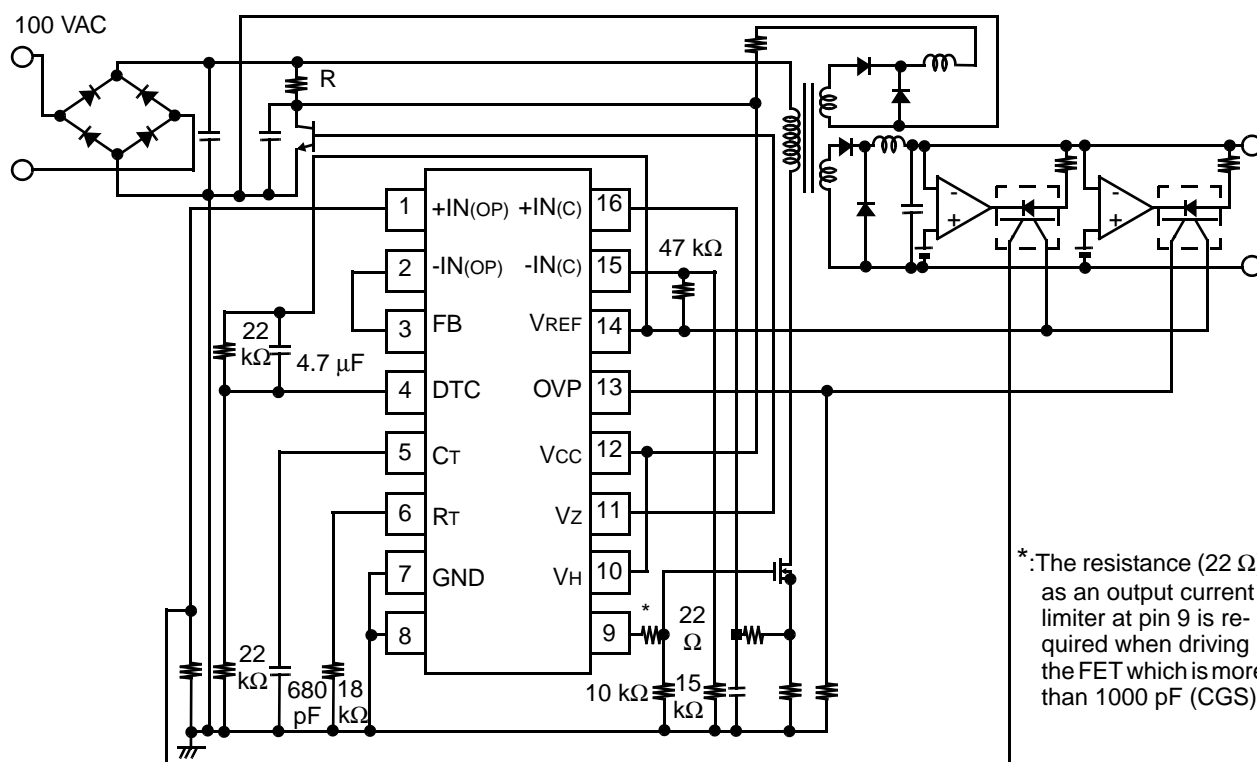 100 VAC
R
1 +IN(OP) +IN(C) 16
2 -IN(OP) -IN(C) 15
47 kΩ
3 FB VREF 14
22
kΩ
4.7 μF
4 DTC OVP 13
5 CT VCC 12
6 RT VZ 11
7 GND VH 10
8 9
*
22
Ω
22
kΩ
680
pF
18
kΩ
10 kΩ
15
kΩ
-
+
-
+
*:The resistance (22 Ω
as an output current
limiter at pin 9 is re-
quired when driving
the FET which is more
than 1000 pF (CGS)